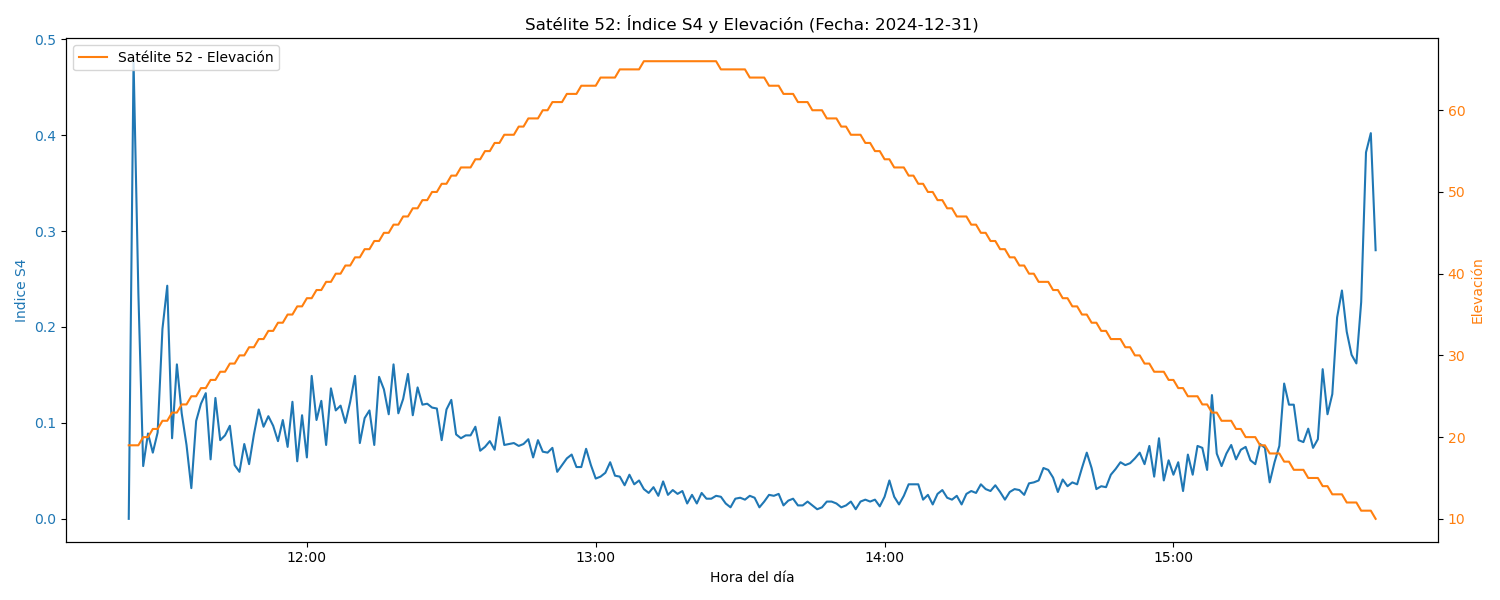 Satélite 52: Índice S4 y Elevación (Fecha: 2024-12-31)
Satélite 52 - Elevación
0.5
0.4
0.3
0.2
0.1
0.0
Indice S4
60
50
40
30
20
10
Elevación
12:00 13:00 14:00 15:00
Hora del día